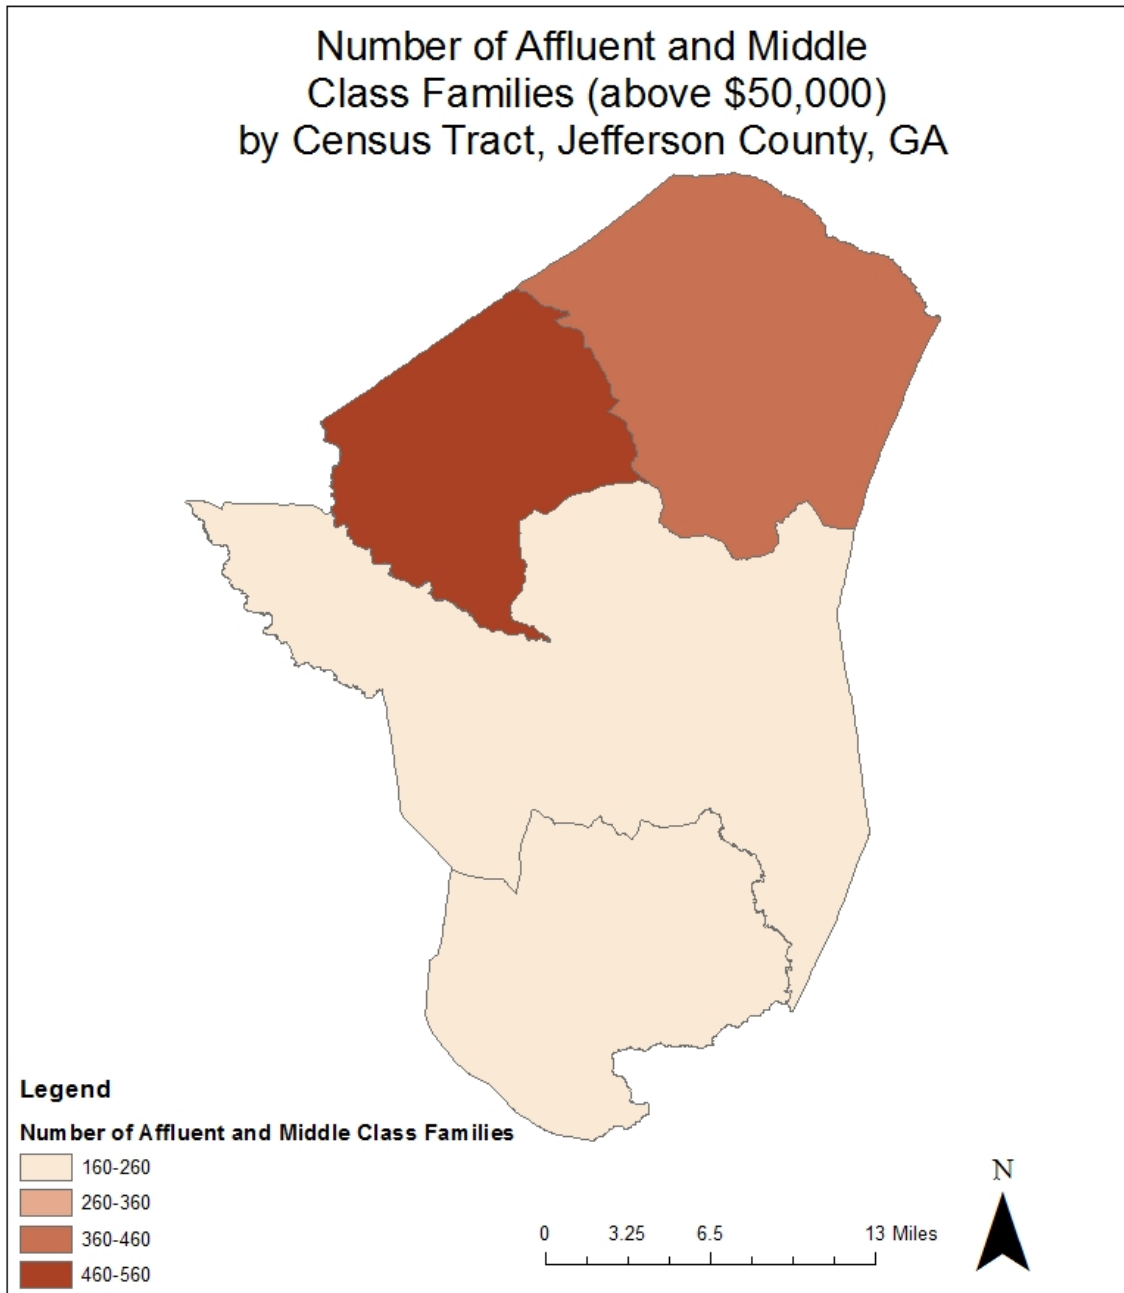 Number of Affluent and Middle
Class Families (above $50,000)
by Census Tract, Jefferson County, GA
Legend
Number of Affluent and Middle Class Families
160-260
260-360
360-460
460-560
0 3.25 6.5 13 Miles
N